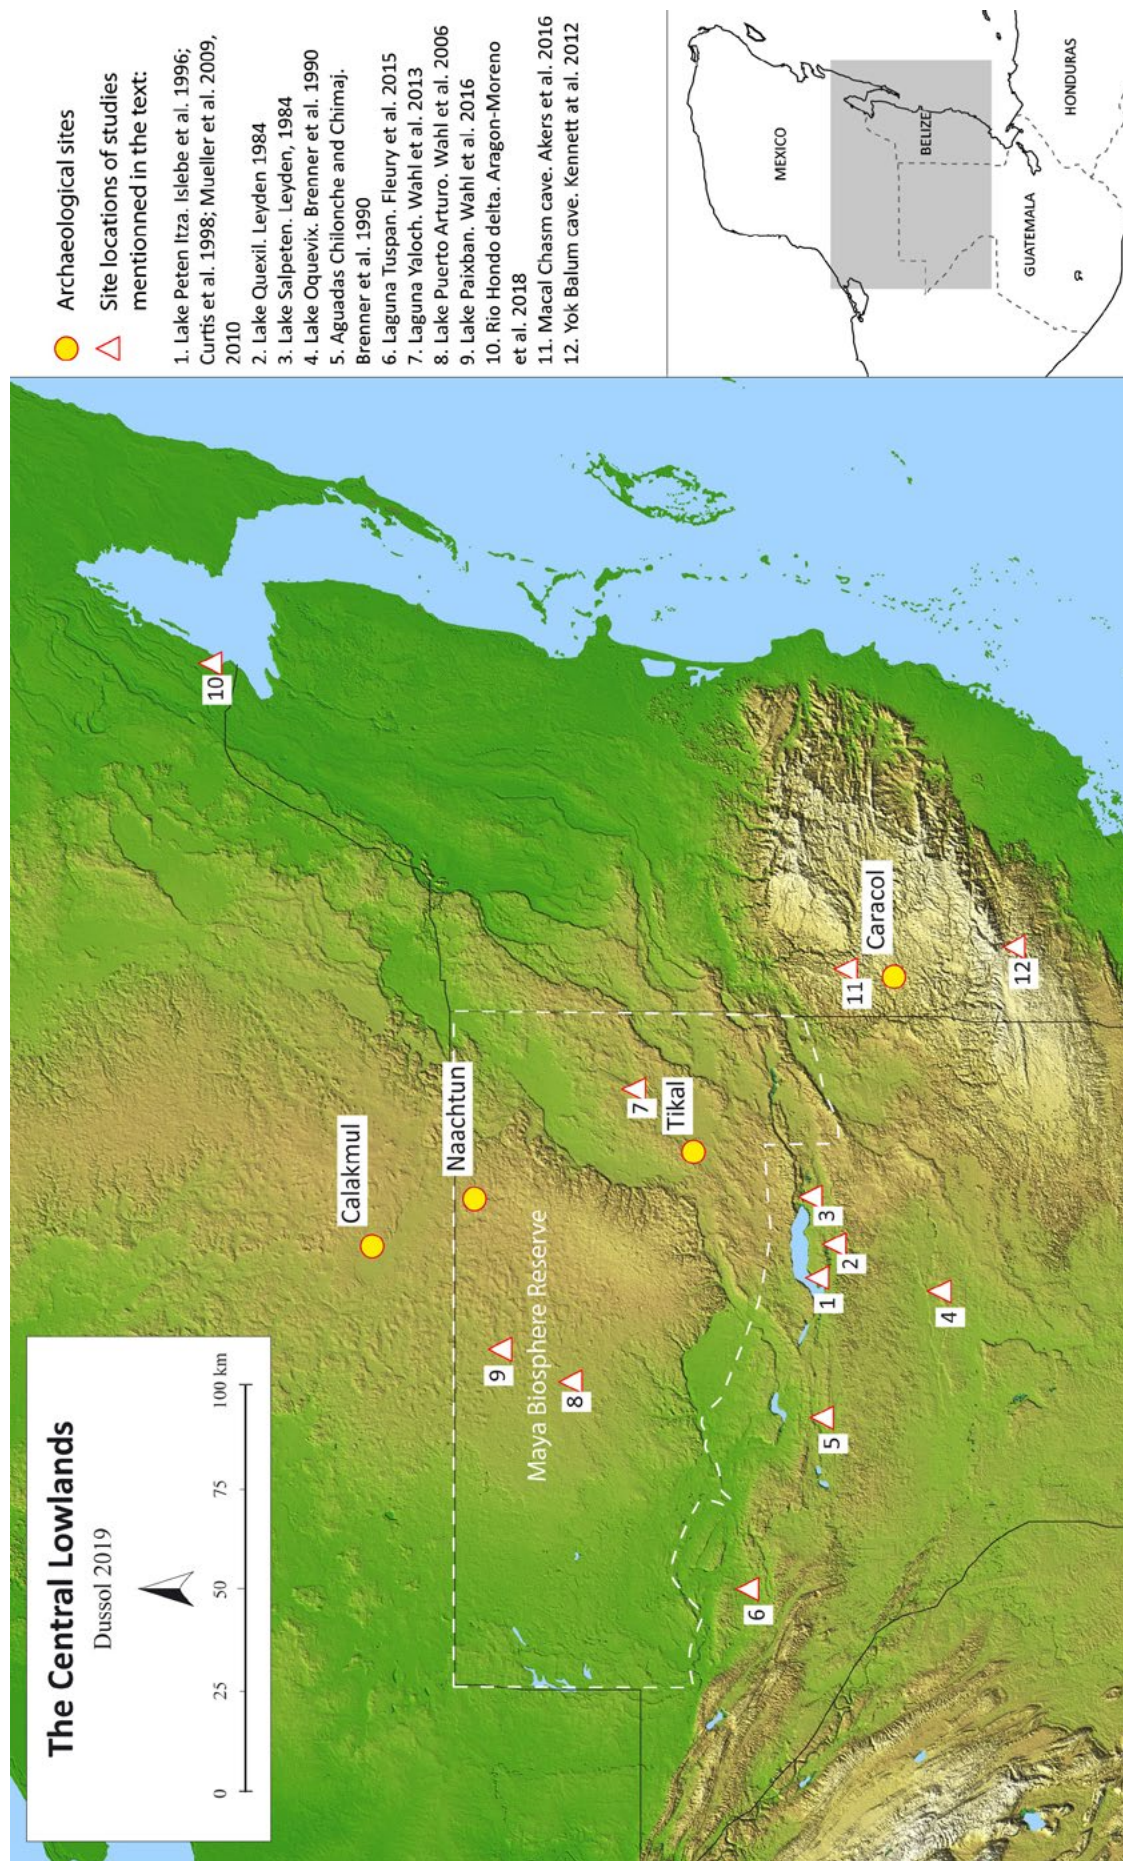 The Central Lowlands
Dussol 2019
0
25
50
75
100 km
Calakmul
Naachtun
Maya Biosphere Reserve
Tikal
Caracol
1
2
3
4
5
6
7
8
9
10
11
12
Archaeological sites
Site locations of studies
mentionned in the text:
1. Lake Peten Itza. Islebe et al. 1996;
Curtis et al. 1998; Mueller et al. 2009,
2010
2. Lake Quexil. Leyden 1984
3. Lake Salpeten. Leyden, 1984
4. Lake Oquevix. Brenner et al. 1990
5. Aguadas Chilonche and Chimaj.
Brenner et al. 1990
6. Laguna Tuspan. Fleury et al. 2015
7. Laguna Yaloch. Wahl et al. 2013
8. Lake Puerto Arturo. Wahl et al. 2006
9. Lake Paixban. Wahl et al. 2016
10. Rio Hondo delta. Aragon-Moreno
et al. 2018
11. Macal Chasm cave. Akers et al. 2016
12. Yok Balum cave. Kennett at al. 2012
MEXICO
BELIZE
GUATEMALA
HONDURAS